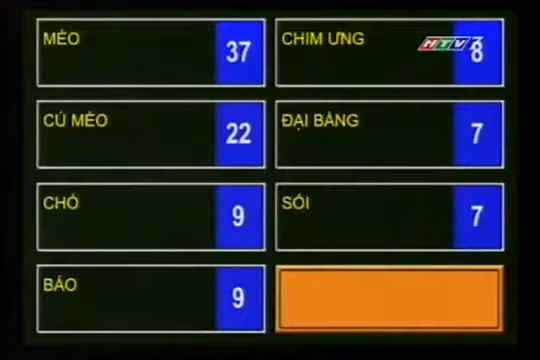 MÈO
37
CÚ MÈO
22
CHÓ
9
BÁO
9
CHIM ƯNG
8
HTV7
ĐẠI BÀNG
7
SÓI
7